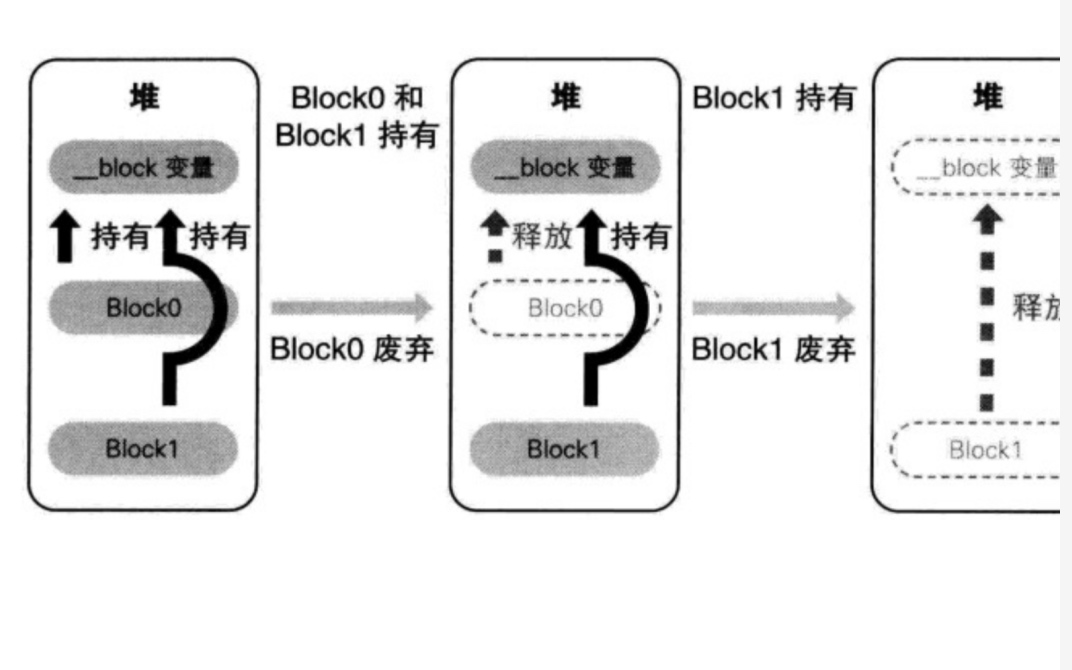 堆
__block 变量
持有 持有
Block0
Block1
Block0 和
Block1 持有
Block0 废弃
堆
__block 变量
释放 持有
Block0
Block1
Block1 持有
Block1 废弃
堆
__block 变量
Block1